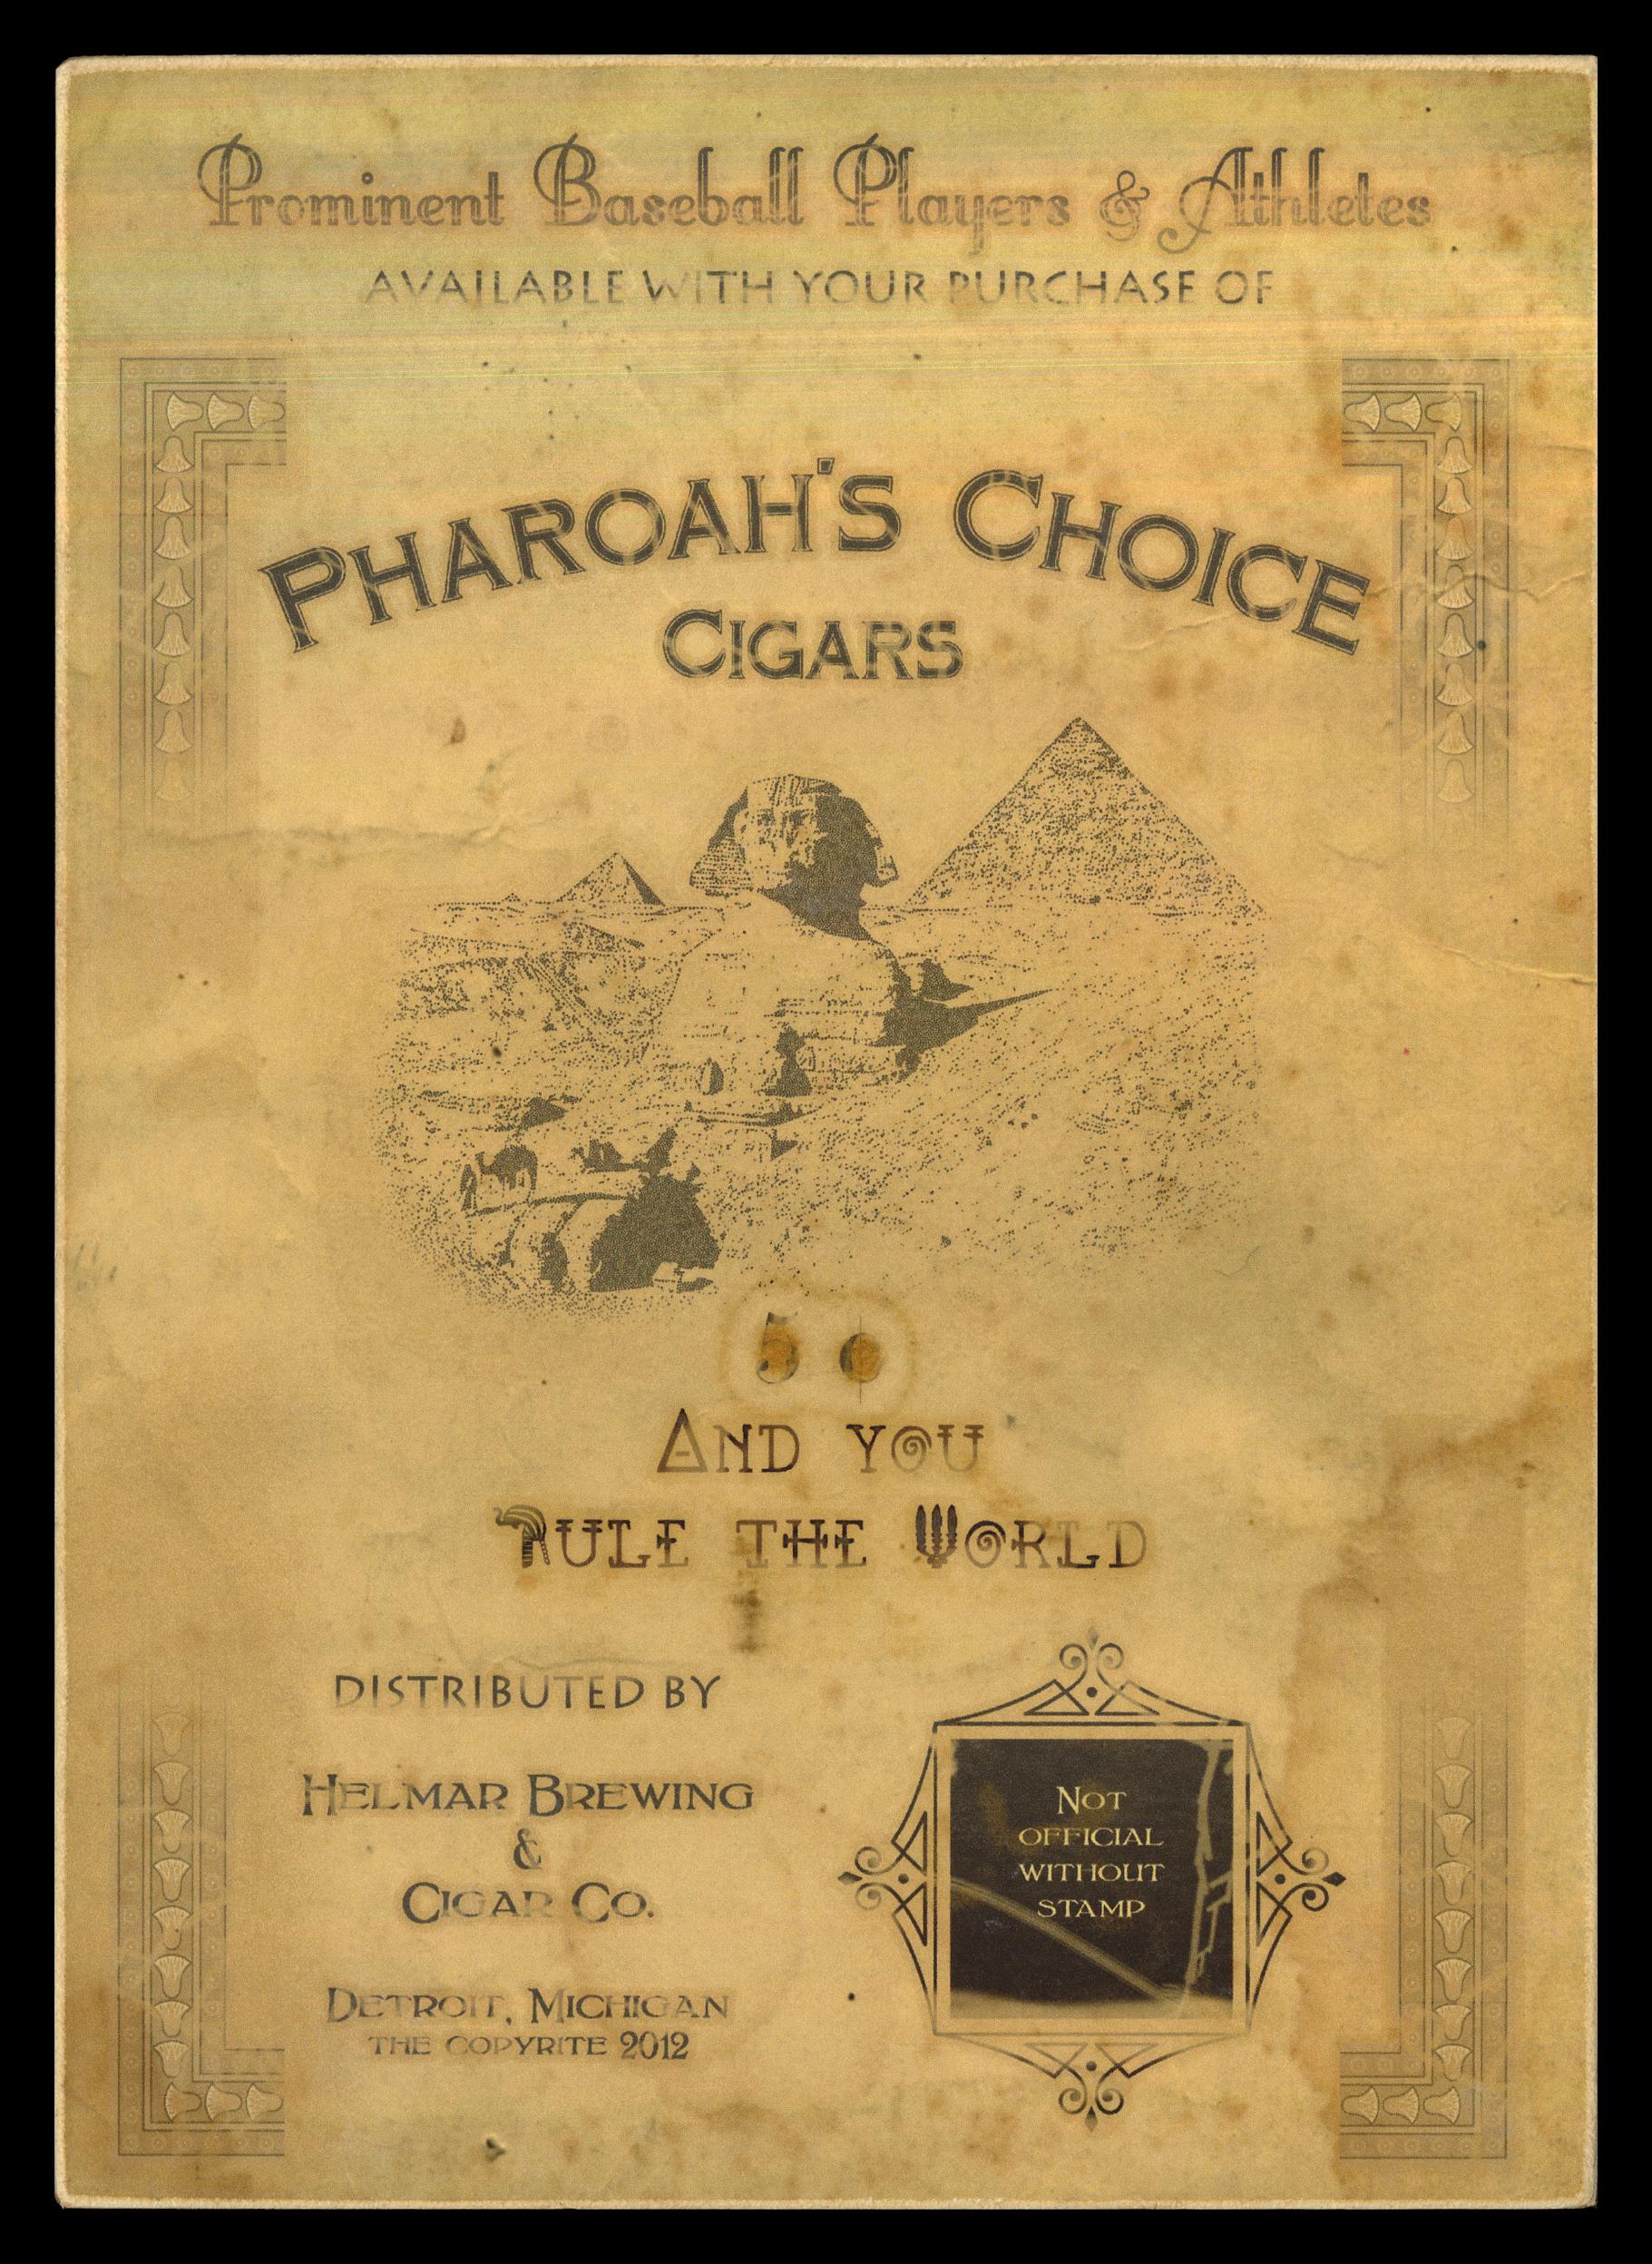 Prominent Baseball Players & Athletes
AVAILABLE WITH YOUR PURCHASE OF
PHAROAH'S CHOICE
CIGARS
5 ¢
AND YOU
RULE THE WORLD
DISTRIBUTED BY
HELMAR BREWING
&
CIGAR CO.
DETROIT, MICHIGAN
THE COPYRITE 2012
NOT
OFFICIAL
WITHOUT
STAMP